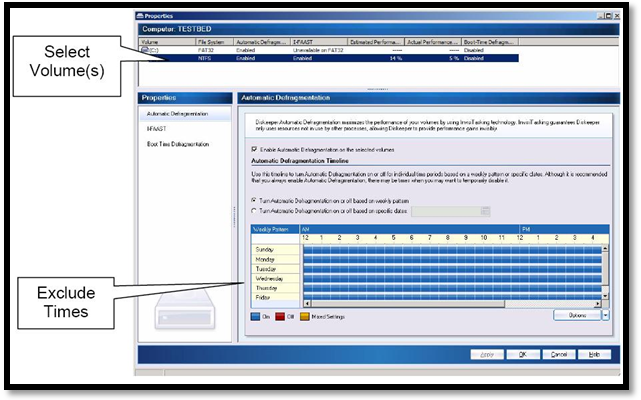 Select
Volume(s)
Exclude
Times
Properties
Computer: TESTBED
Volume File System Automatic Defragm... I-FAAST Estimated Performa... Actual Performance... Boot-Time Defragm...
FAT32 Enabled Unavailable on FAT32 ----- ----- Disabled
NTFS Enabled Enabled 14 % 5 % Disabled
Properties
Automatic Defragmentation
I-FAAST
Boot Time Defragmentation
Automatic Defragmentation
Diskeeper Automatic Defragmentation maximizes the performance of your volumes by using InvisiTasking technology. InvisiTasking guarantees Diskeeper
only uses resources not in use by other processes, allowing Diskeeper to provide performance gains invisibly.
Enable Automatic Defragmentation on the selected volumes
Automatic Defragmentation Timeline
Use this timeline to turn Automatic Defragmentation on or off for individual time periods based on a weekly pattern or specific dates. Although it is recommended
that you always enable Automatic Defragmentation, there may be times when you may want to temporarily disable it.
Turn Automatic Defragmentation on or off based on weekly pattern
Turn Automatic Defragmentation on or off based on specific dates:
Weekly Pattern AM PM
12 1 2 3 4 5 6 7 8 9 10 11 12 1 2 3 4
Sunday
Monday
Tuesday
Wednesday
Thursday
Friday
On Off Mixed Settings
Options
Apply OK Cancel Help